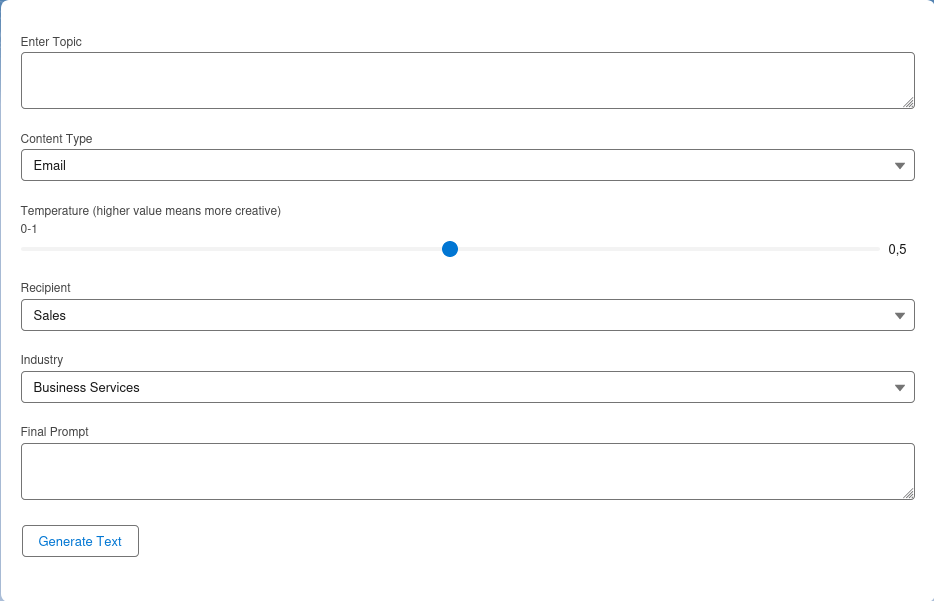 Enter Topic
Content Type
Email
Temperature (higher value means more creative)
0-1
0,5
Recipient
Sales
Industry
Business Services
Final Prompt
Generate Text